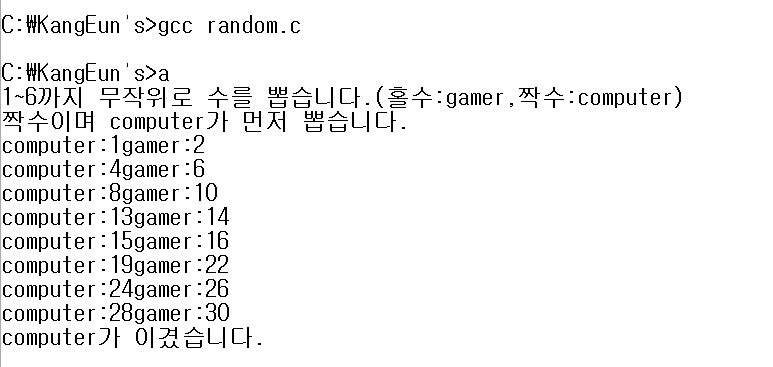 C:₩KangEun's>gcc random.c
C:₩KangEun's>a
1~6까지 무작위로 수를 뽑습니다.(홀수:gamer,짝수:computer)
짝수이며 computer가 먼저 뽑습니다.
computer:1gamer:2
computer:4gamer:6
computer:8gamer:10
computer:13gamer:14
computer:15gamer:16
computer:19gamer:22
computer:24gamer:26
computer:28gamer:30
computer가 이겼습니다.